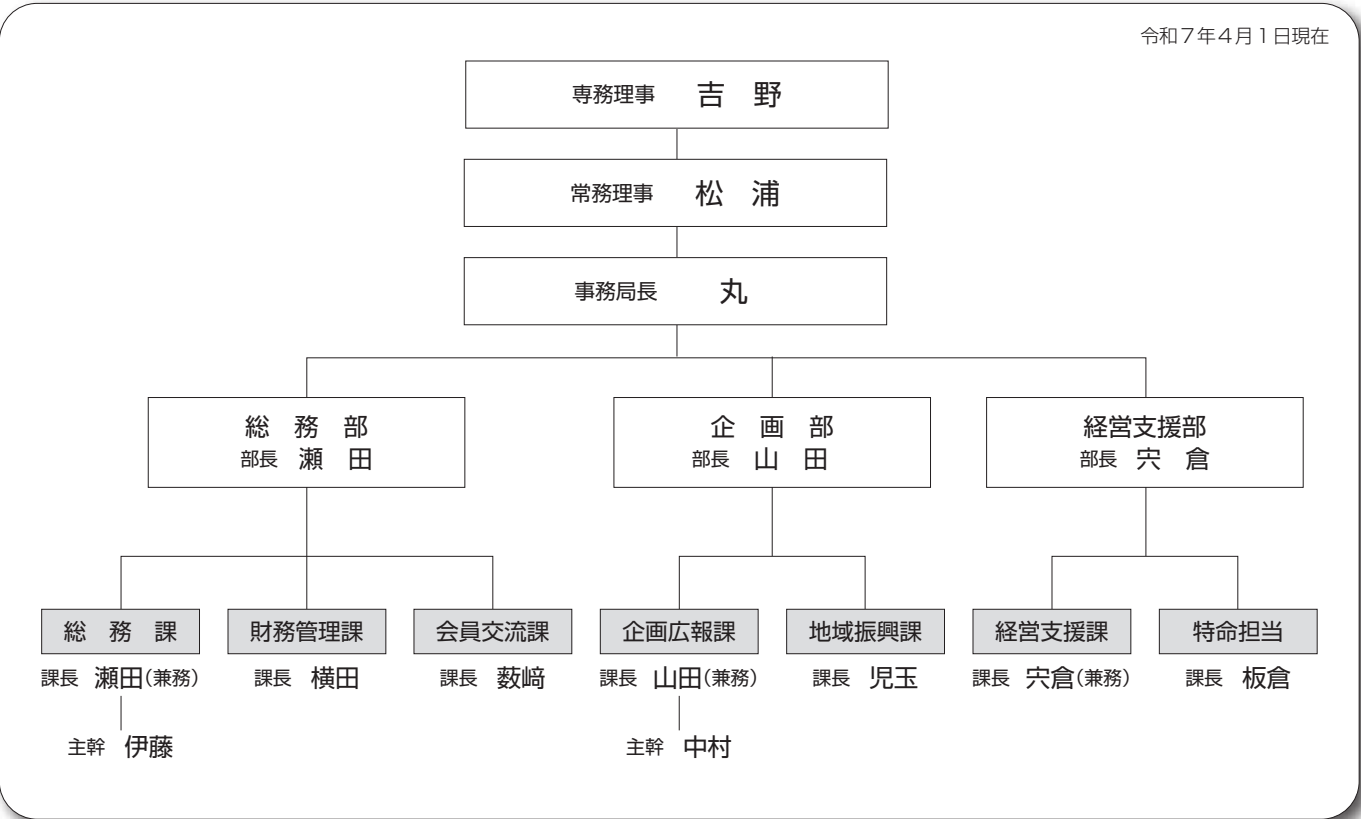 令和7年4月1日現在
専務理事 吉 野
常務理事 松 浦
事務局長 丸
総 務 部
部長 瀬 田
企 画 部
部長 山 田
経営支援部
部長 宍 倉
総 務 課
財務管理課
会員交流課
企画広報課
地域振興課
経営支援課
特命担当
課長 瀬田(兼務)
課長 横田
課長 薮﨑
課長 山田(兼務)
課長 児玉
課長 宍倉(兼務)
課長 板倉
主幹 伊藤
主幹 中村